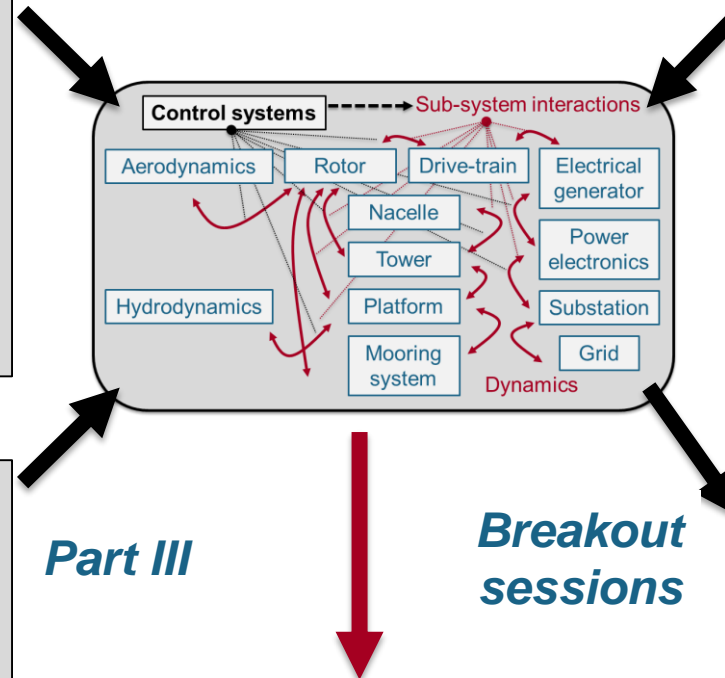 Control systems
Sub-system interactions
Aerodynamics
Rotor
Drive-train
Electrical
generator
Nacelle
Power
electronics
Tower
Hydrodynamics
Platform
Substation
Mooring
system
Grid
Dynamics
Part III
Breakout
sessions